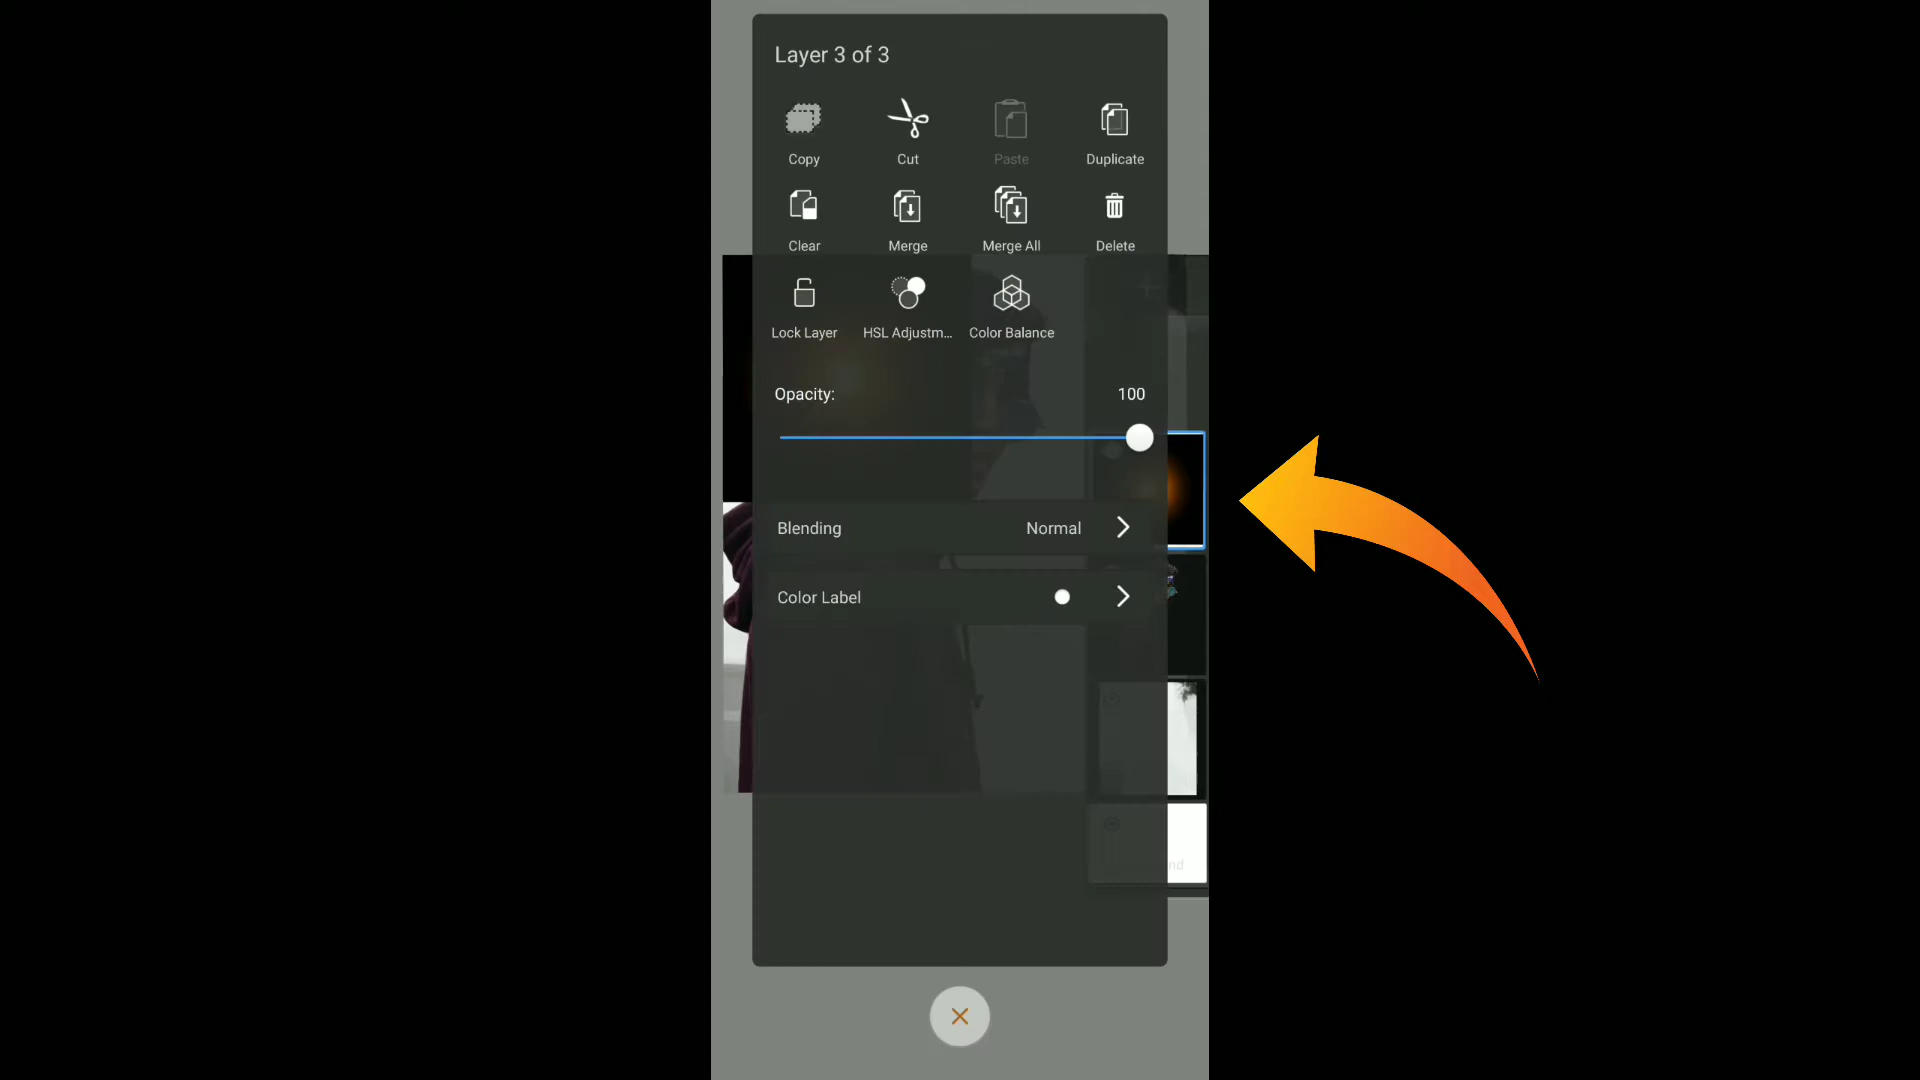 Layer 3 of 3
Copy
Cut
Paste
Duplicate
Clear
Merge
Merge All
Delete
Lock Layer
HSL Adjustm...
Color Balance
Opacity:
100
Blending
Normal
Color Label
nd